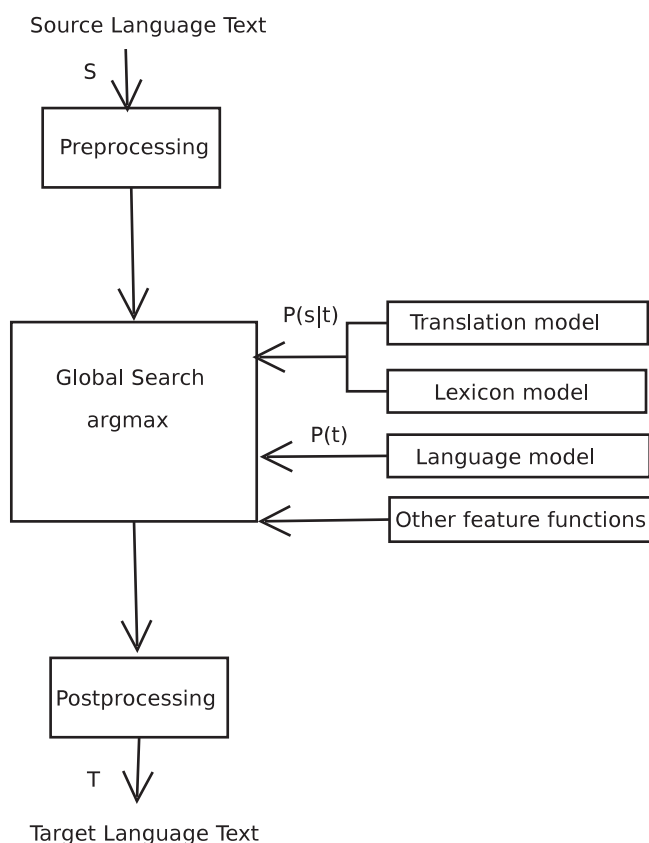 Source Language Text
S
Preprocessing
P(s|t)
Translation model
Global Search
argmax
Lexicon model
P(t)
Language model
Other feature functions
Postprocessing
T
Target Language Text